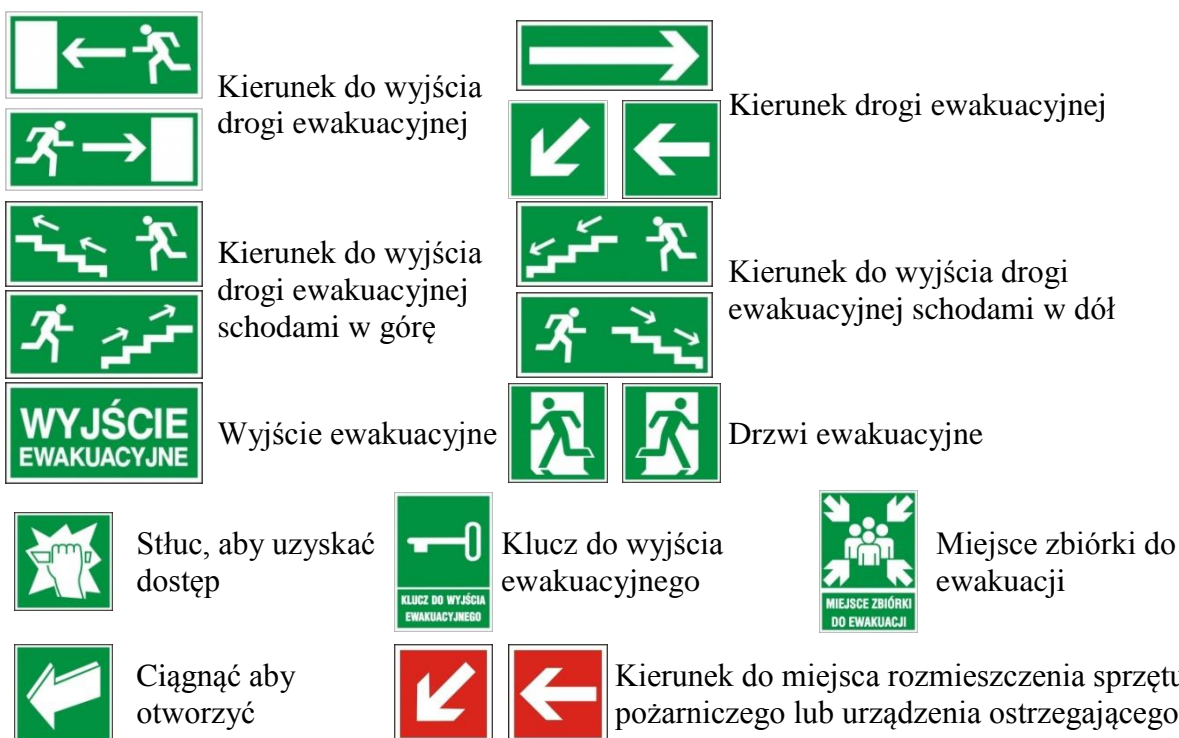 Kierunek do wyjścia
drogi ewakuacyjnej
Kierunek drogi ewakuacyjnej
Kierunek do wyjścia
drogi ewakuacyjnej
schodami w górę
Kierunek do wyjścia drogi
ewakuacyjnej schodami w dół
WYJŚCIE
EWAKUACYJNE
Wyjście ewakuacyjne
Drzwi ewakuacyjne
Stłuc, aby uzyskać
dostęp
KLUCZ DO WYJŚCIA
EWAKUACYJNEGO
Klucz do wyjścia
ewakuacyjnego
MIEJSCE ZBIÓRKI
DO EWAKUACJI
Miejsce zbiórki do
ewakuacji
Ciągnąć aby
otworzyć
Kierunek do miejsca rozmieszczenia sprzętu
pożarniczego lub urządzenia ostrzegającego